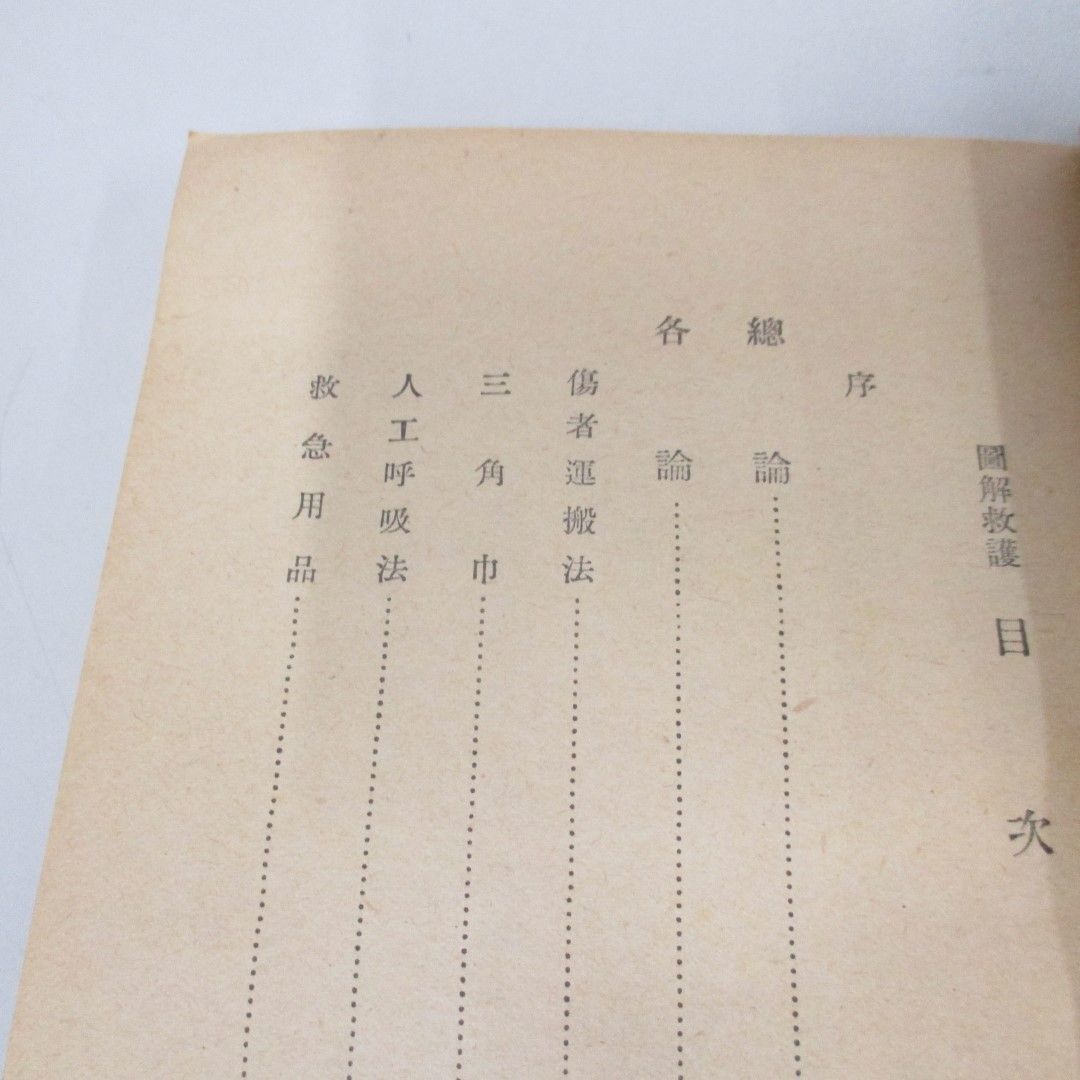 圖解救護 目次
序
總論
各論
傷者運搬法
三角巾
人工呼吸法
救急用品